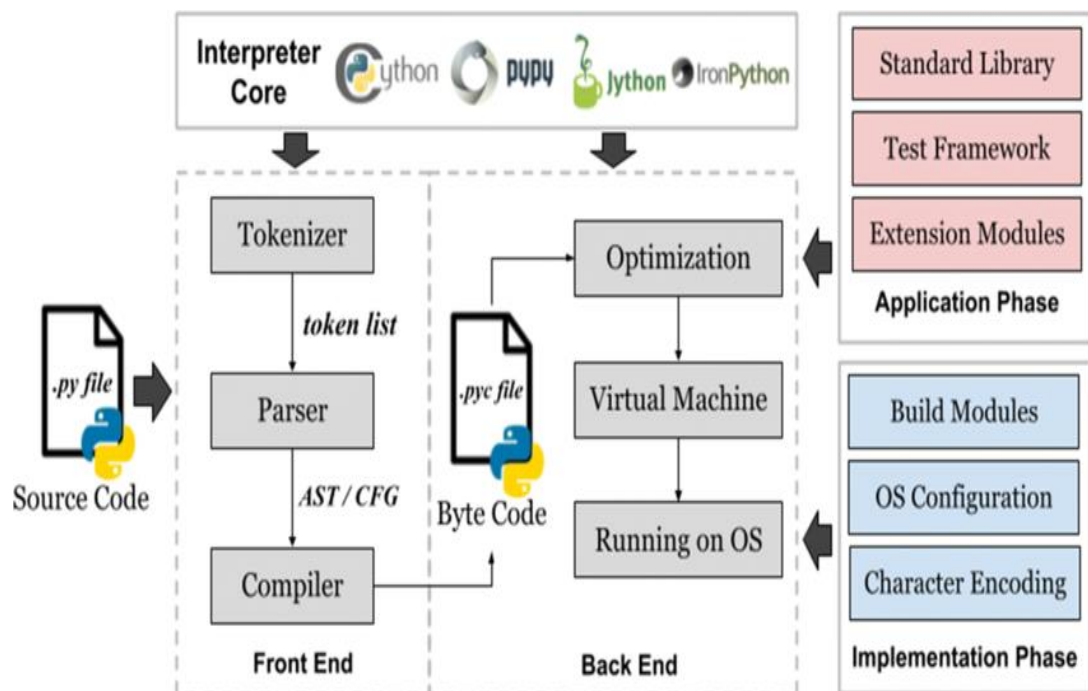 Interpreter
Core
Cython
PyPy
Jython
IronPython
Standard Library
Test Framework
Extension Modules
Application Phase
.py file
Source Code
Tokenizer
token list
Parser
AST / CFG
Compiler
Front End
.pyc file
Byte Code
Optimization
Virtual Machine
Running on OS
Back End
Build Modules
OS Configuration
Character Encoding
Implementation Phase